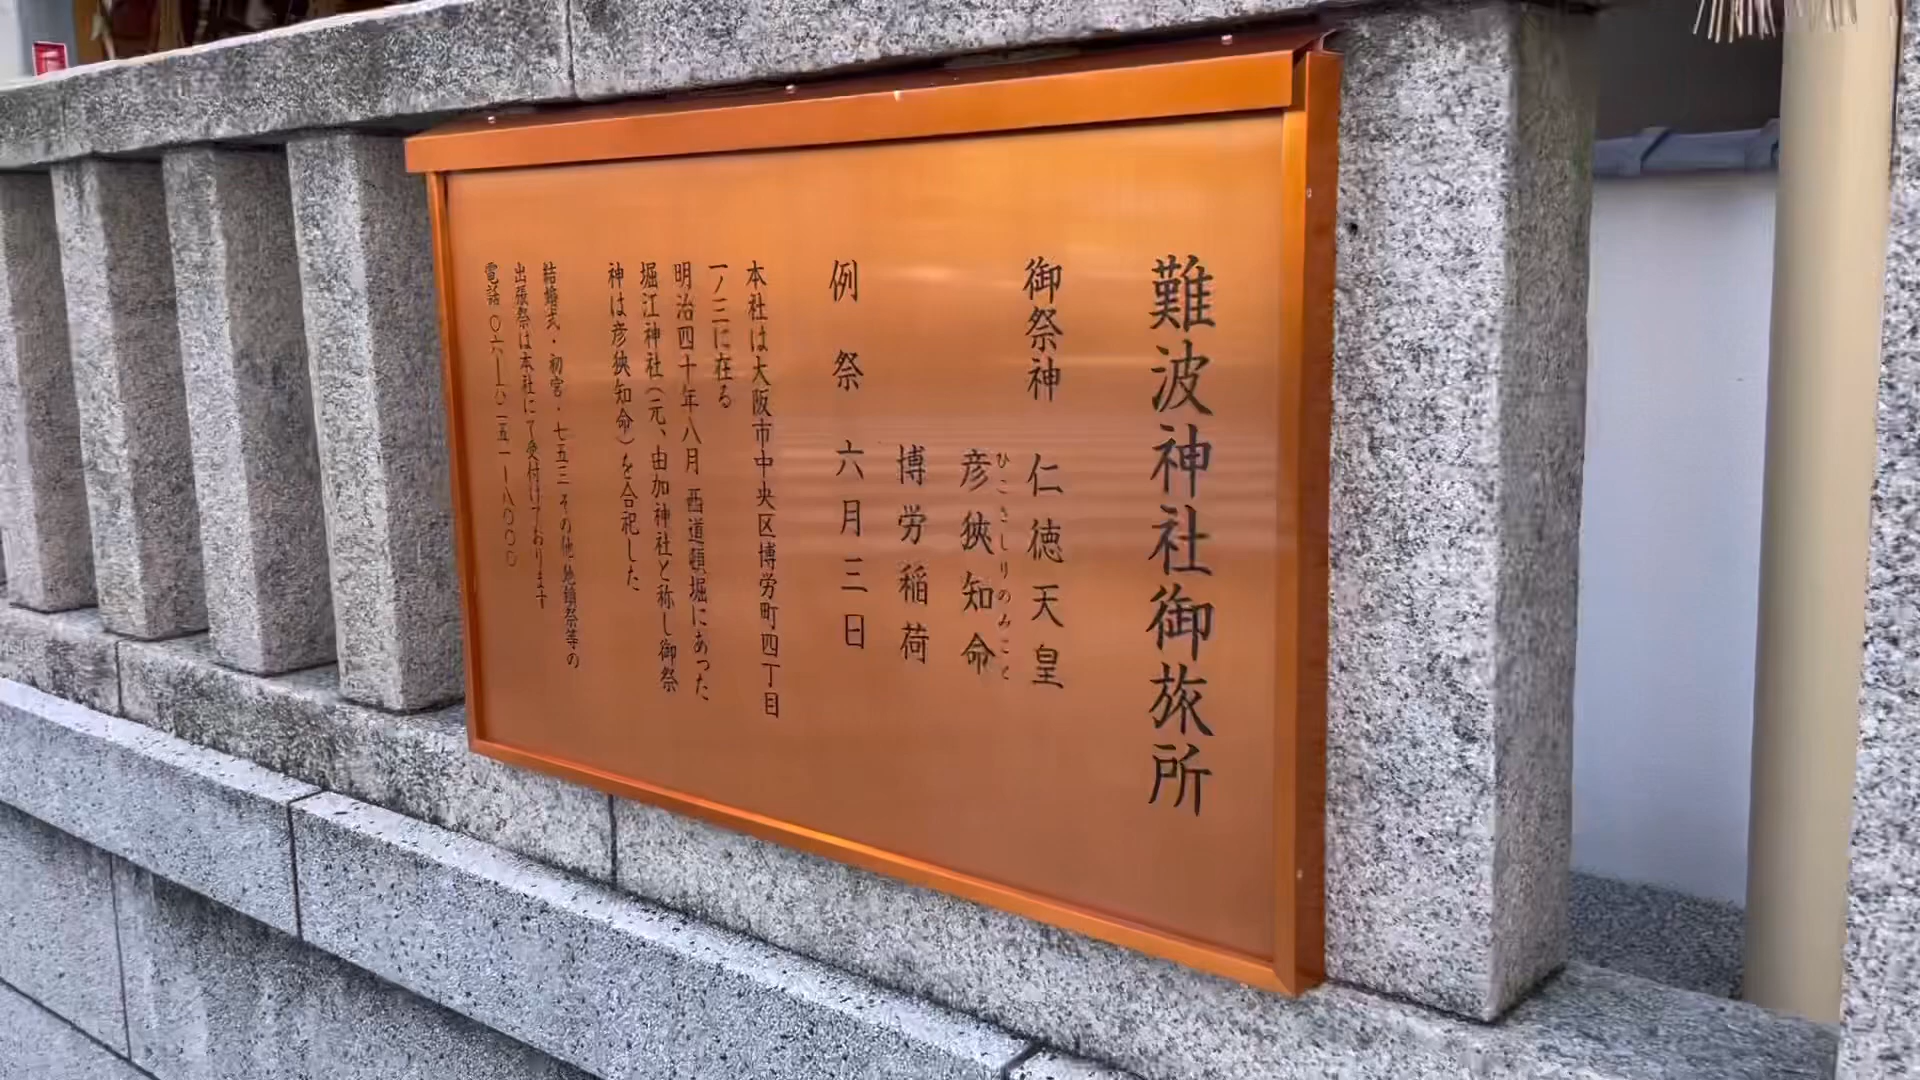 難波神社御旅所
御祭神 仁徳天皇
彦狹知命
ひこさしりのみこと
博労稲荷
例祭 六月三日
本社は大阪市中央区博労町四丁目
一ノ三に在る
明治四十年八月 西道頓堀にあった
堀江神社(元、由加神社と称し御祭
神は彦狹知命)を合祀した
結婚式・初宮・七五三その他地鎮祭等の
出張祭は本社にて受付けております
電話 〇六―六二五一―八〇〇〇